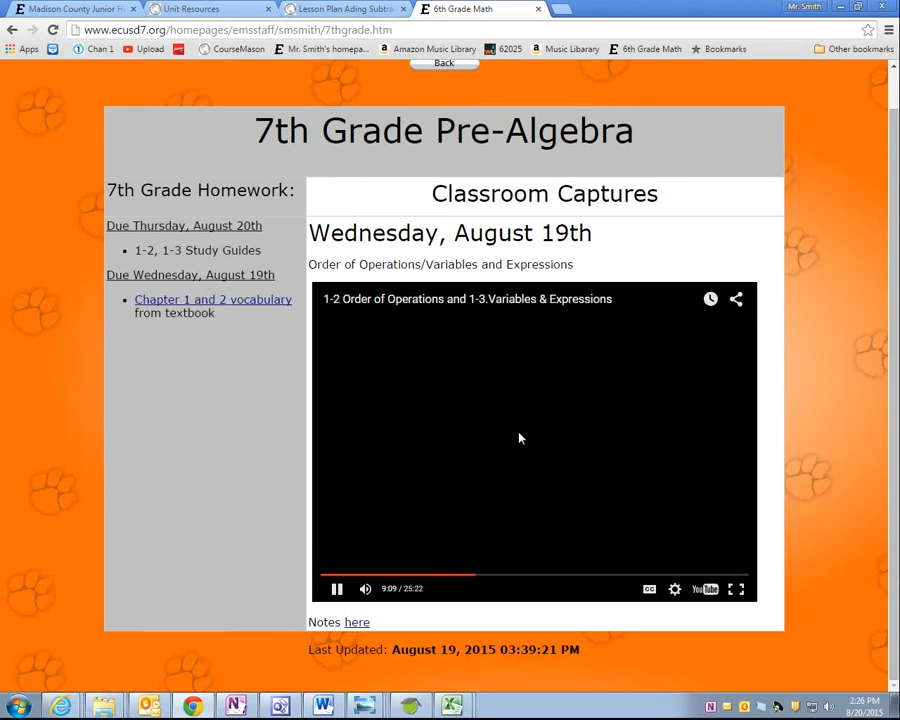 Madison County Junior Hi
Unit Resources
Lesson Plan Ading Subtra
6th Grade Math
Mr. Smith
www.ecusd7.org/homepages/emsstaff/smsmith/7thgrade.htm
Apps
Chan 1
Upload
CourseMason
Mr. Smith's homepa...
Amazon Music Library
62025
Music Libarary
6th Grade Math
Bookmarks
Other bookmarks
Back
7th Grade Pre-Algebra
7th Grade Homework:
Classroom Captures
Due Thursday, August 20th
• 1-2, 1-3 Study Guides
Due Wednesday, August 19th
• Chapter 1 and 2 vocabulary
from textbook
Wednesday, August 19th
Order of Operations/Variables and Expressions
1-2 Order of Operations and 1-3.Variables & Expressions
9:09 / 25:22
CC
YouTube
Notes here
Last Updated: August 19, 2015 03:39:21 PM
2:26 PM
8/20/2015